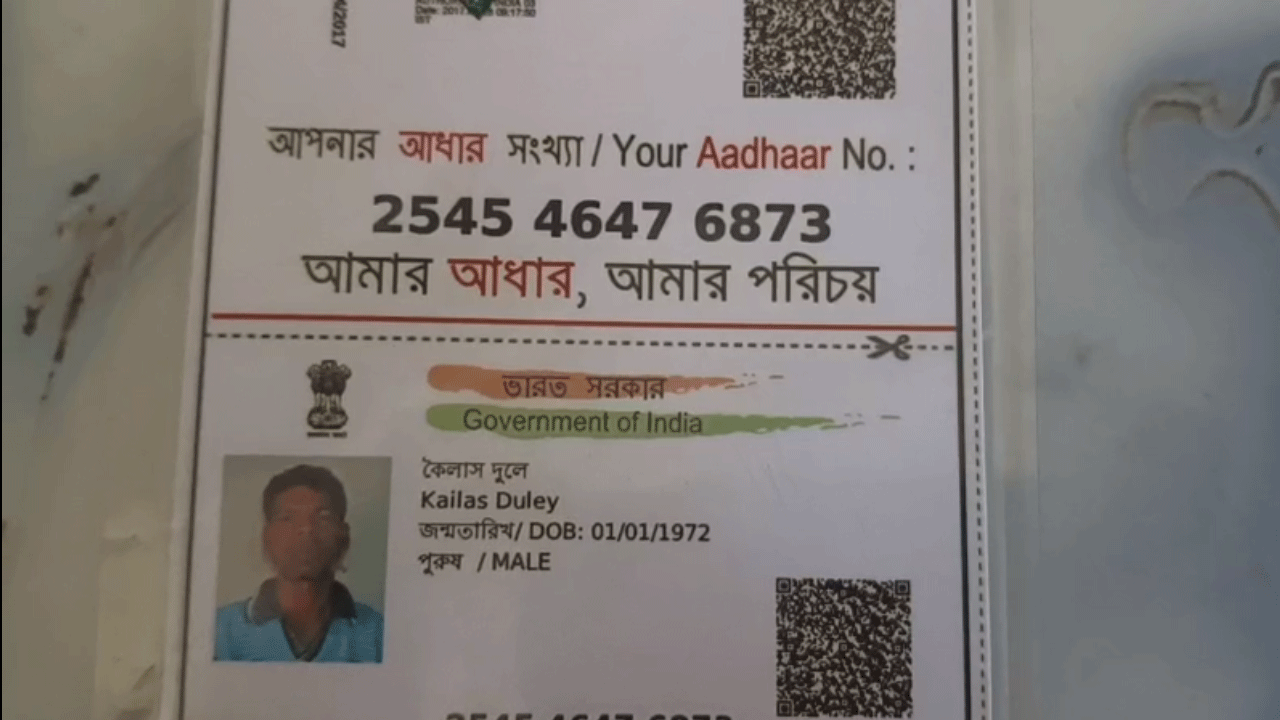 IST
আপনার আধার সংখ্যা / Your Aadhaar No. :
2545 4647 6873
আমার আধার, আমার পরিচয়
ভারত সরকার
Government of India
কৈলাস দুলে
Kailas Duley
জন্মতারিখ/ DOB: 01/01/1972
পুরুষ / MALE